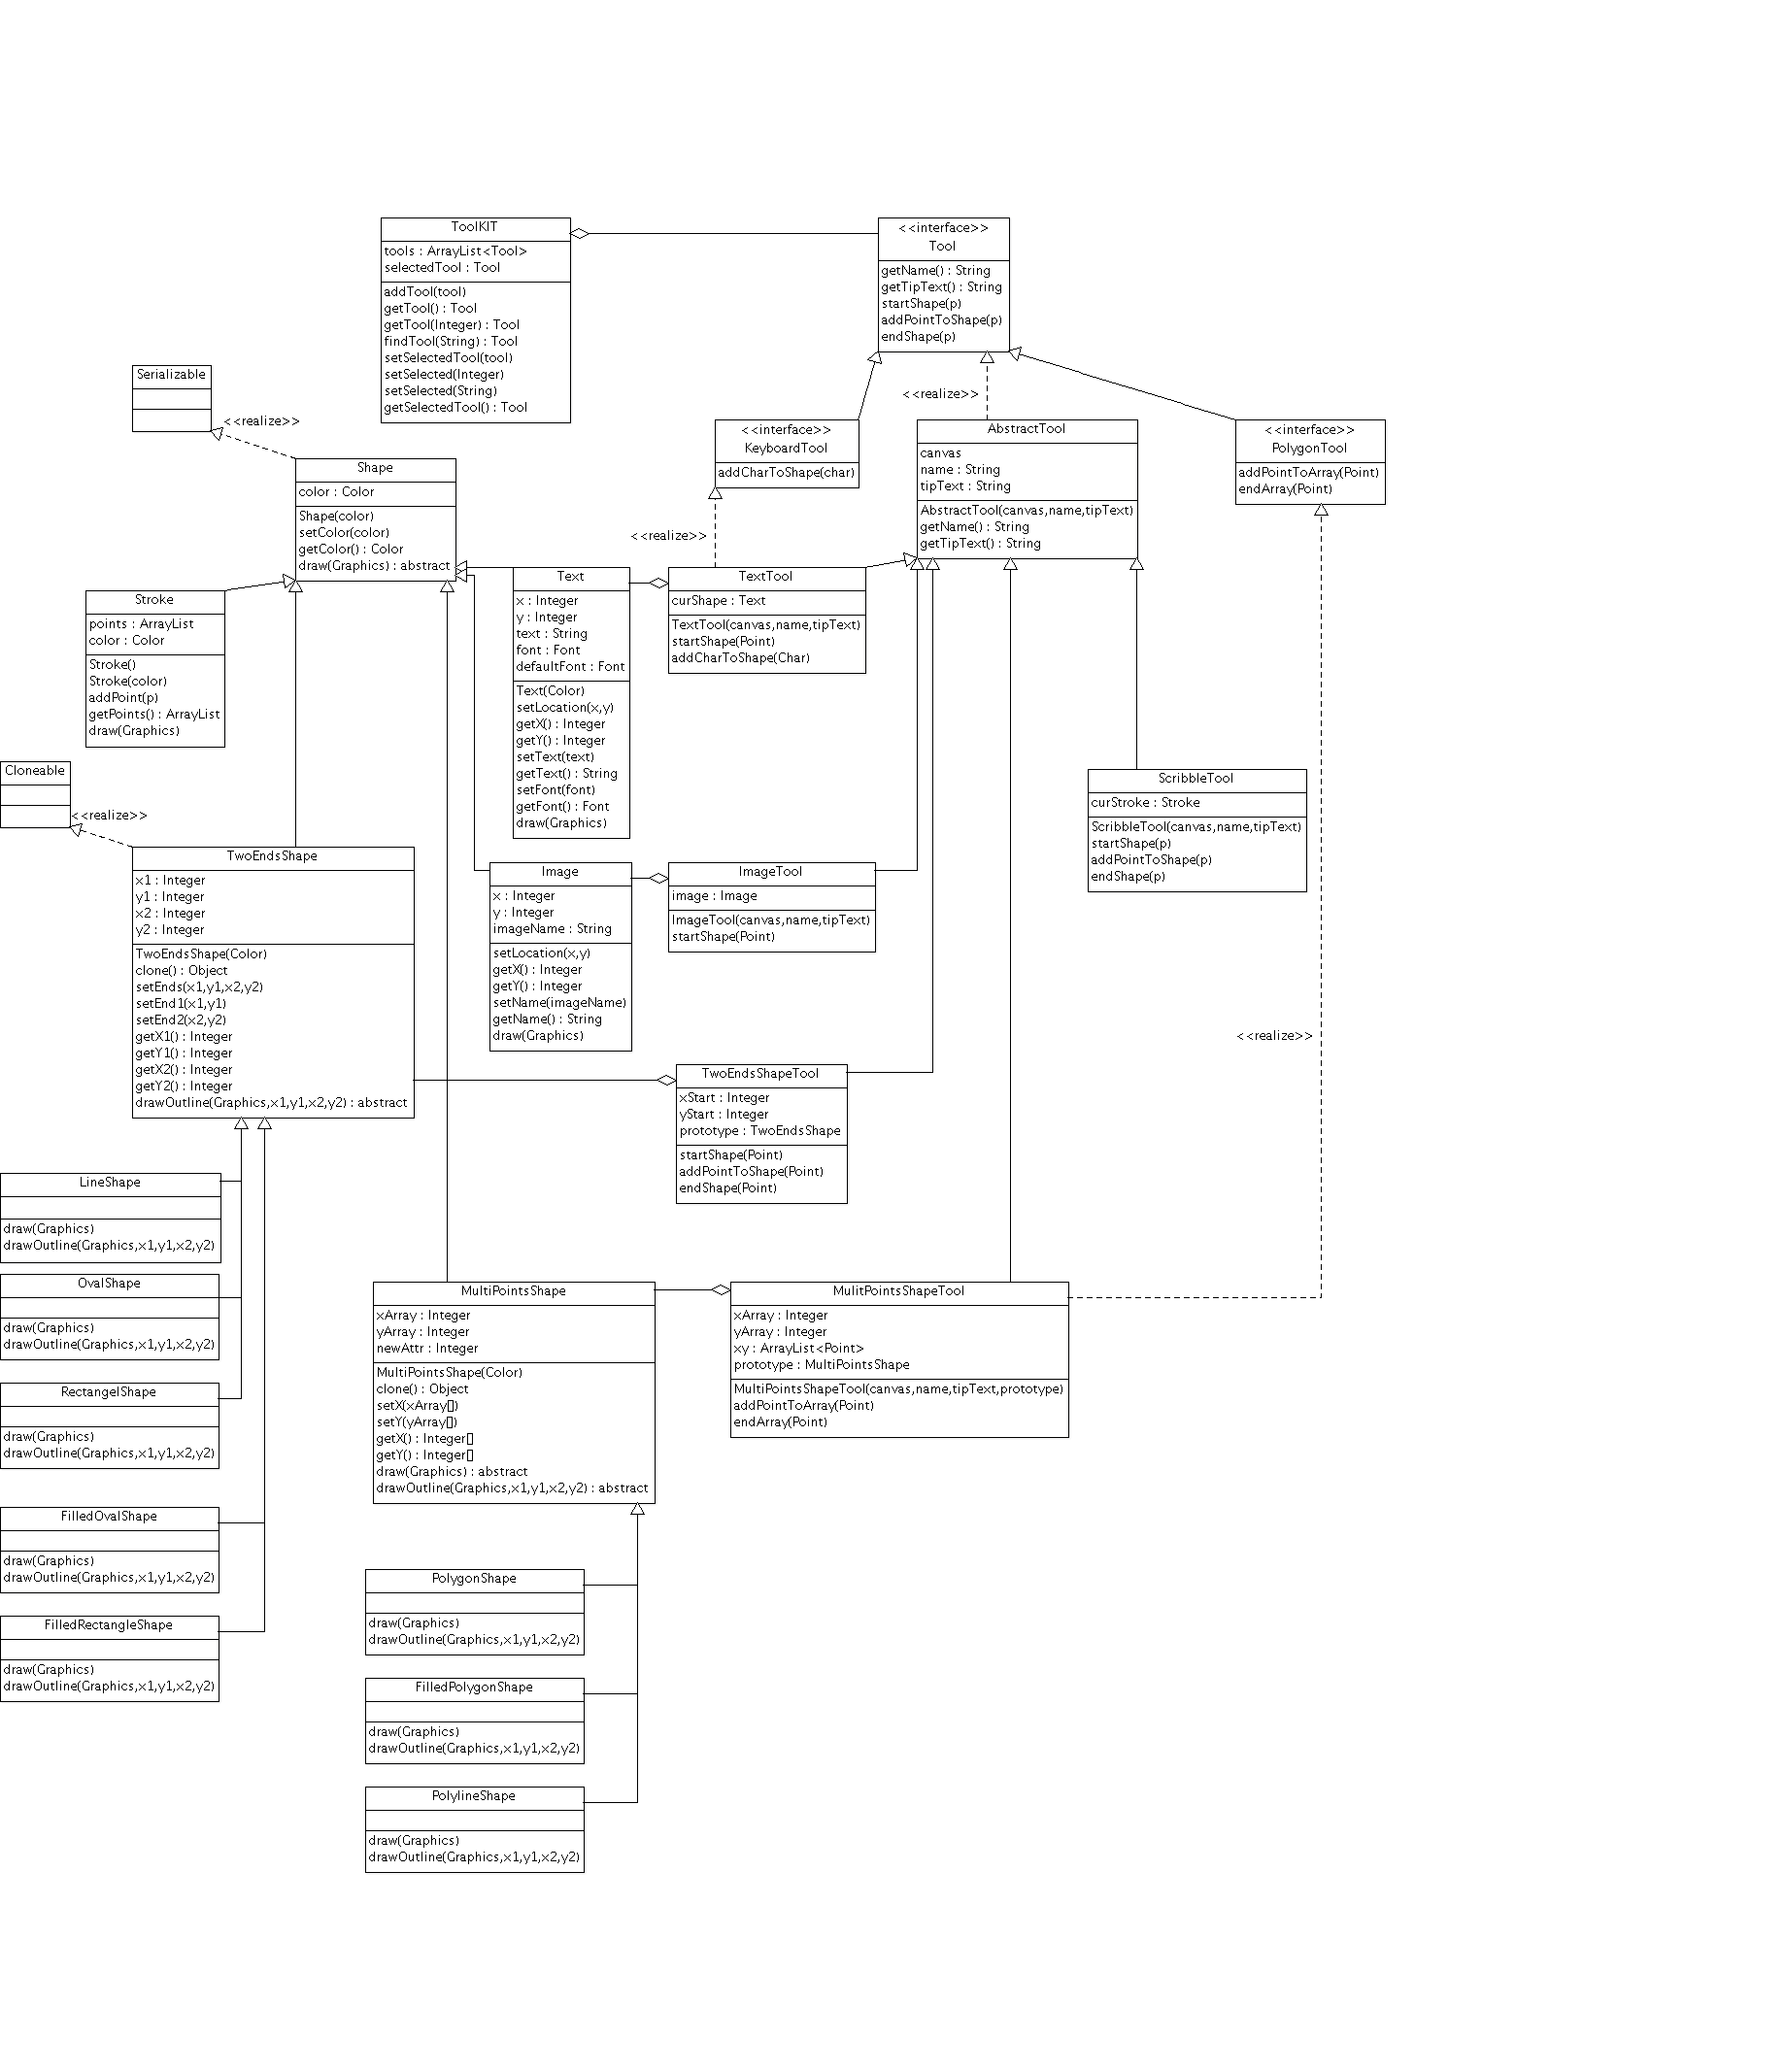 ToolKIT
tools : ArrayList<Tool>
selectedTool : Tool
addTool(tool)
getTool() : Tool
getTool(Integer) : Tool
findTool(String) : Tool
setSelectedTool(tool)
setSelected(Integer)
setSelected(String)
getSelectedTool() : Tool
<<interface>>
Tool
getName() : String
getTipText() : String
startShape(p)
addPointToShape(p)
endShape(p)
Serializable
<<realize>>
<<realize>>
<<interface>>
KeyboardTool
addCharToShape(char)
AbstractTool
canvas
name : String
tipText : String
AbstractTool(canvas,name,tipText)
getName() : String
getTipText() : String
<<interface>>
PolygonTool
addPointToArray(Point)
endArray(Point)
Shape
color : Color
Shape(color)
setColor(color)
getColor() : Color
draw(Graphics) : abstract
<<realize>>
Stroke
points : ArrayList
color : Color
Stroke()
Stroke(color)
addPoint(p)
getPoints() : ArrayList
draw(Graphics)
Text
x : Integer
y : Integer
text : String
font : Font
defaultFont : Font
Text(Color)
setLocation(x,y)
getX() : Integer
getY() : Integer
setText(text)
getText() : String
setFont(font)
getFont() : Font
draw(Graphics)
TextTool
curShape : Text
TextTool(canvas,name,tipText)
startShape(Point)
addCharToShape(Char)
Cloneable
<<realize>>
ScribbleTool
curStroke : Stroke
ScribbleTool(canvas,name,tipText)
startShape(p)
addPointToShape(p)
endShape(p)
TwoEndsShape
x1 : Integer
y1 : Integer
x2 : Integer
y2 : Integer
TwoEndsShape(Color)
clone() : Object
setEnds(x1,y1,x2,y2)
setEnd1(x1,y1)
setEnd2(x2,y2)
getX1() : Integer
getY1() : Integer
getX2() : Integer
getY2() : Integer
drawOutline(Graphics,x1,y1,x2,y2) : abstract
Image
x : Integer
y : Integer
imageName : String
setLocation(x,y)
getX() : Integer
getY() : Integer
setName(imageName)
getName() : String
draw(Graphics)
ImageTool
image : Image
ImageTool(canvas,name,tipText)
startShape(Point)
<<realize>>
TwoEndsShapeTool
xStart : Integer
yStart : Integer
prototype : TwoEndsShape
startShape(Point)
addPointToShape(Point)
endShape(Point)
LineShape
draw(Graphics)
drawOutline(Graphics,x1,y1,x2,y2)
OvalShape
draw(Graphics)
drawOutline(Graphics,x1,y1,x2,y2)
RectangelShape
draw(Graphics)
drawOutline(Graphics,x1,y1,x2,y2)
FilledOvalShape
draw(Graphics)
drawOutline(Graphics,x1,y1,x2,y2)
FilledRectangleShape
draw(Graphics)
drawOutline(Graphics,x1,y1,x2,y2)
MultiPointsShape
xArray : Integer
yArray : Integer
newAttr : Integer
MultiPointsShape(Color)
clone() : Object
setX(xArray[])
setY(yArray[])
getX() : Integer[]
getY() : Integer[]
draw(Graphics) : abstract
drawOutline(Graphics,x1,y1,x2,y2) : abstract
MulitPointsShapeTool
xArray : Integer
yArray : Integer
xy : ArrayList<Point>
prototype : MultiPointsShape
MultiPointsShapeTool(canvas,name,tipText,prototype)
addPointToArray(Point)
endArray(Point)
PolygonShape
draw(Graphics)
drawOutline(Graphics,x1,y1,x2,y2)
FilledPolygonShape
draw(Graphics)
drawOutline(Graphics,x1,y1,x2,y2)
PolylineShape
draw(Graphics)
drawOutline(Graphics,x1,y1,x2,y2)